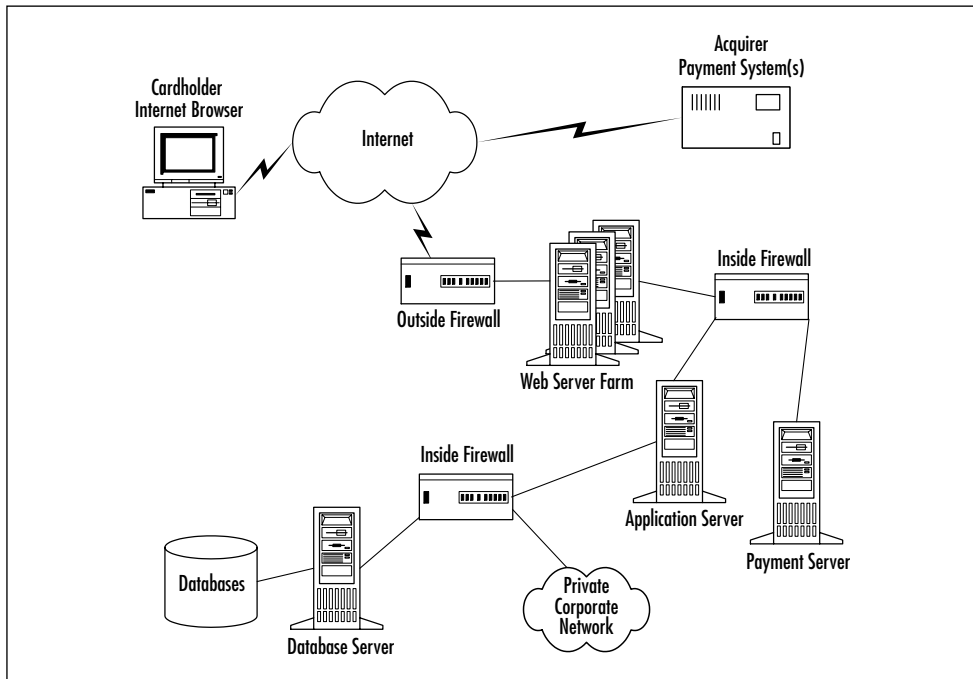 Acquirer
Payment System(s)
Cardholder
Internet Browser
Internet
Inside Firewall
Outside Firewall
Web Server Farm
Inside Firewall
Application Server
Payment Server
Databases
Private
Corporate
Network
Database Server